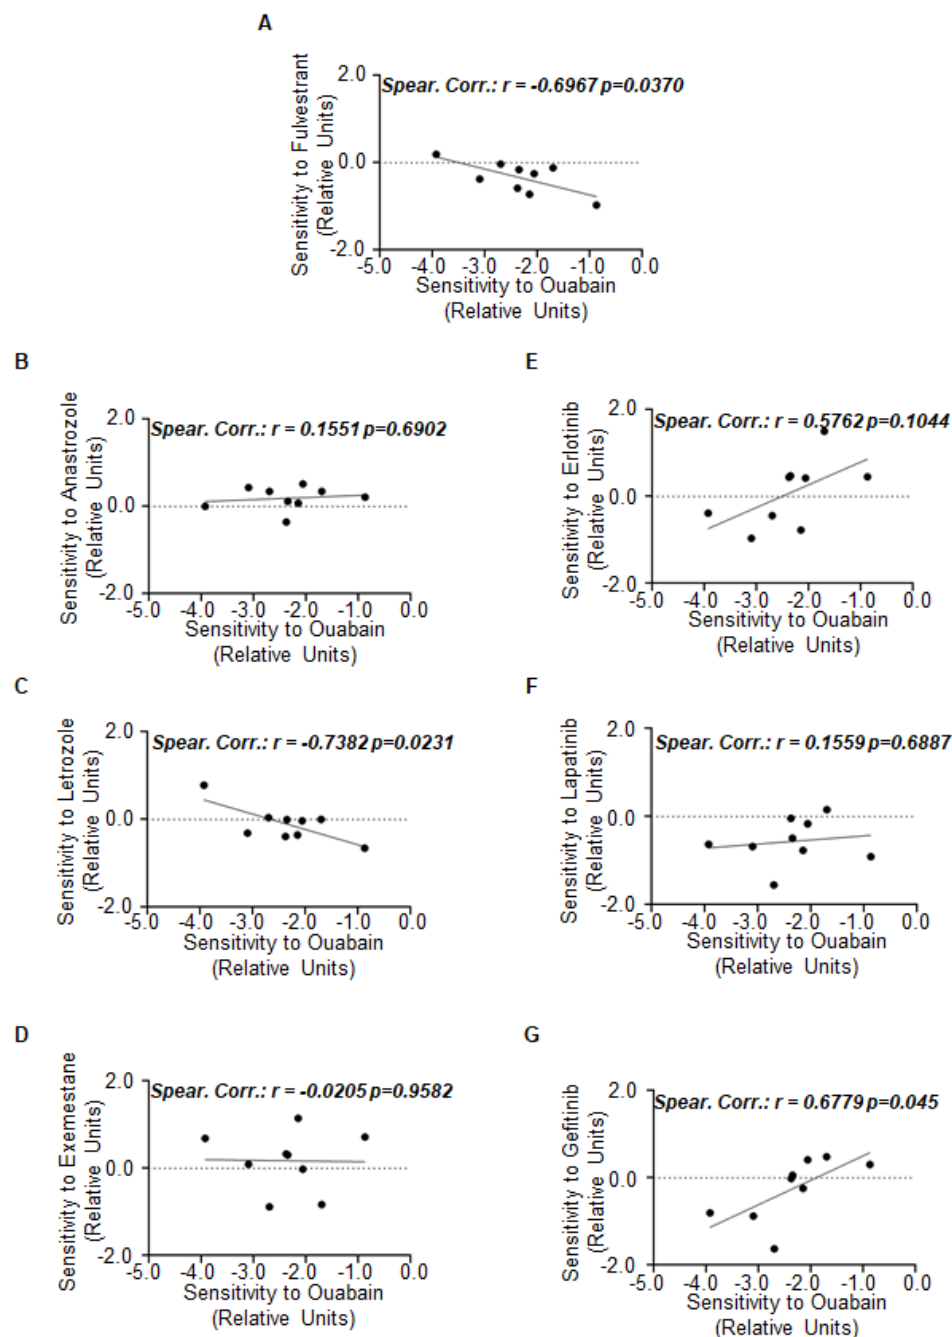 A
Sensitivity to Fulvestrant
(Relative Units)
2.0
0.0
-2.0
Spear. Corr.: r = -0.6967 p=0.0370
-5.0 -4.0 -3.0 -2.0 -1.0 0.0
Sensitivity to Ouabain
(Relative Units)
B
Sensitivity to Anastrozole
(Relative Units)
2.0
0.0
-2.0
Spear. Corr.: r = 0.1551 p=0.6902
-5.0 -4.0 -3.0 -2.0 -1.0 0.0
Sensitivity to Ouabain
(Relative Units)
E
Sensitivity to Erlotinib
(Relative Units)
2.0
0.0
-2.0
Spear. Corr.: r = 0.5762 p=0.1044
-5.0 -4.0 -3.0 -2.0 -1.0 0.0
Sensitivity to Ouabain
(Relative Units)
C
Sensitivity to Letrozole
(Relative Units)
2.0
0.0
-2.0
Spear. Corr.: r = -0.7382 p=0.0231
-5.0 -4.0 -3.0 -2.0 -1.0 0.0
Sensitivity to Ouabain
(Relative Units)
F
Sensitivity to Lapatinib
(Relative Units)
2.0
0.0
-2.0
Spear. Corr.: r = 0.1559 p=0.6887
-5.0 -4.0 -3.0 -2.0 -1.0 0.0
Sensitivity to Ouabain
(Relative Units)
D
Sensitivity to Exemestane
(Relative Units)
2.0
0.0
-2.0
Spear. Corr.: r = -0.0205 p=0.9582
-5.0 -4.0 -3.0 -2.0 -1.0 0.0
Sensitivity to Ouabain
(Relative Units)
G
Sensitivity to Gefitinib
(Relative Units)
2.0
0.0
-2.0
Spear. Corr.: r = 0.6779 p=0.045
-5.0 -4.0 -3.0 -2.0 -1.0 0.0
Sensitivity to Ouabain
(Relative Units)